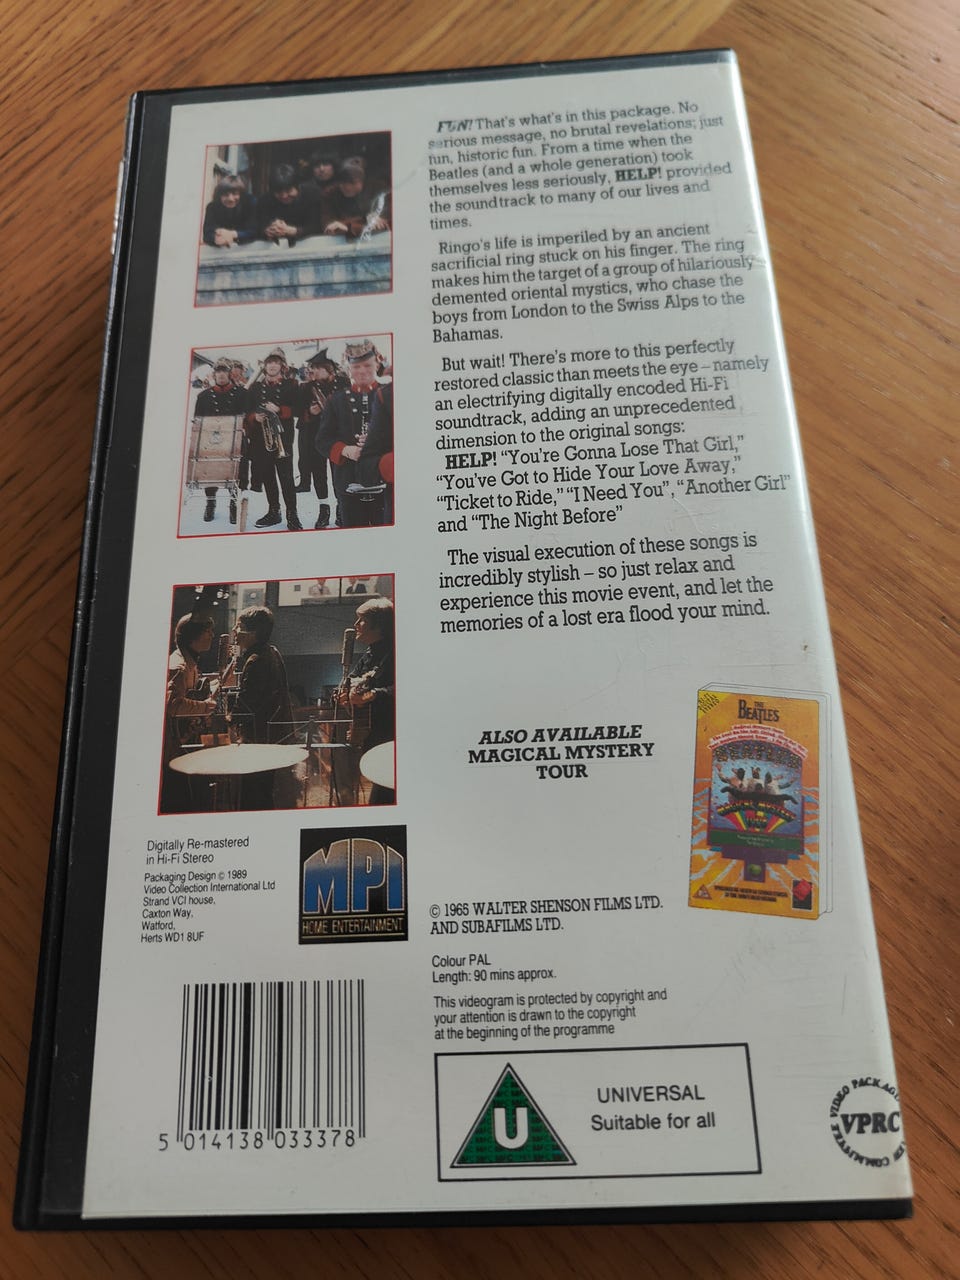 FUN! That's what's in this package. No
serious message, no brutal revelations; just
fun, historic fun. From a time when the
Beatles (and a whole generation) took
themselves less seriously, HELP! provided
the soundtrack to many of our lives and
times.
Ringo's life is imperiled by an ancient
sacrificial ring stuck on his finger. The ring
makes him the target of a group of hilariously
demented oriental mystics, who chase the
boys from London to the Swiss Alps to the
Bahamas.
But wait! There's more to this perfectly
restored classic than meets the eye – namely
an electrifying digitally encoded Hi-Fi
soundtrack, adding an unprecedented
dimension to the original songs:
HELP! "You're Gonna Lose That Girl,"
"You've Got to Hide Your Love Away,"
"Ticket to Ride," "I Need You", "Another Girl"
and "The Night Before"
The visual execution of these songs is
incredibly stylish – so just relax and
experience this movie event, and let the
memories of a lost era flood your mind.
ALSO AVAILABLE
MAGICAL MYSTERY
TOUR
THE
BEATLES
MAGICAL MYSTERY
TOUR
Digitally Re-mastered
in Hi-Fi Stereo
Packaging Design © 1989
Video Collection International Ltd
Strand VCI house,
Caxton Way,
Watford,
Herts WD1 8UF
MPI
HOME ENTERTAINMENT
© 1965 WALTER SHENSON FILMS LTD.
AND SUBAFILMS LTD.
Colour PAL
Length: 90 mins approx.
This videogram is protected by copyright and
your attention is drawn to the copyright
at the beginning of the programme
5 014138 033378
U
UNIVERSAL
Suitable for all
VIDEO PACKAG
VPRC
COMMITTEE